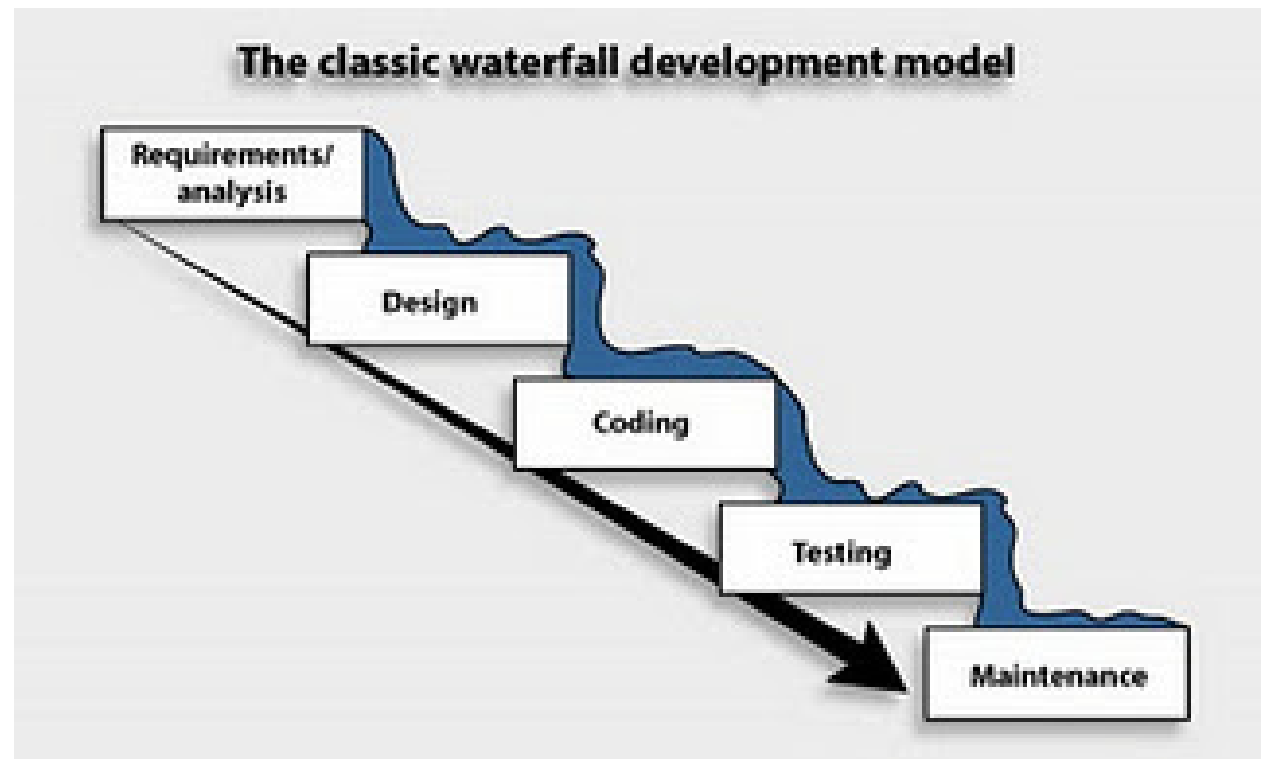 The classic waterfall development model
Requirements/
analysis
Design
Coding
Testing
Maintenance